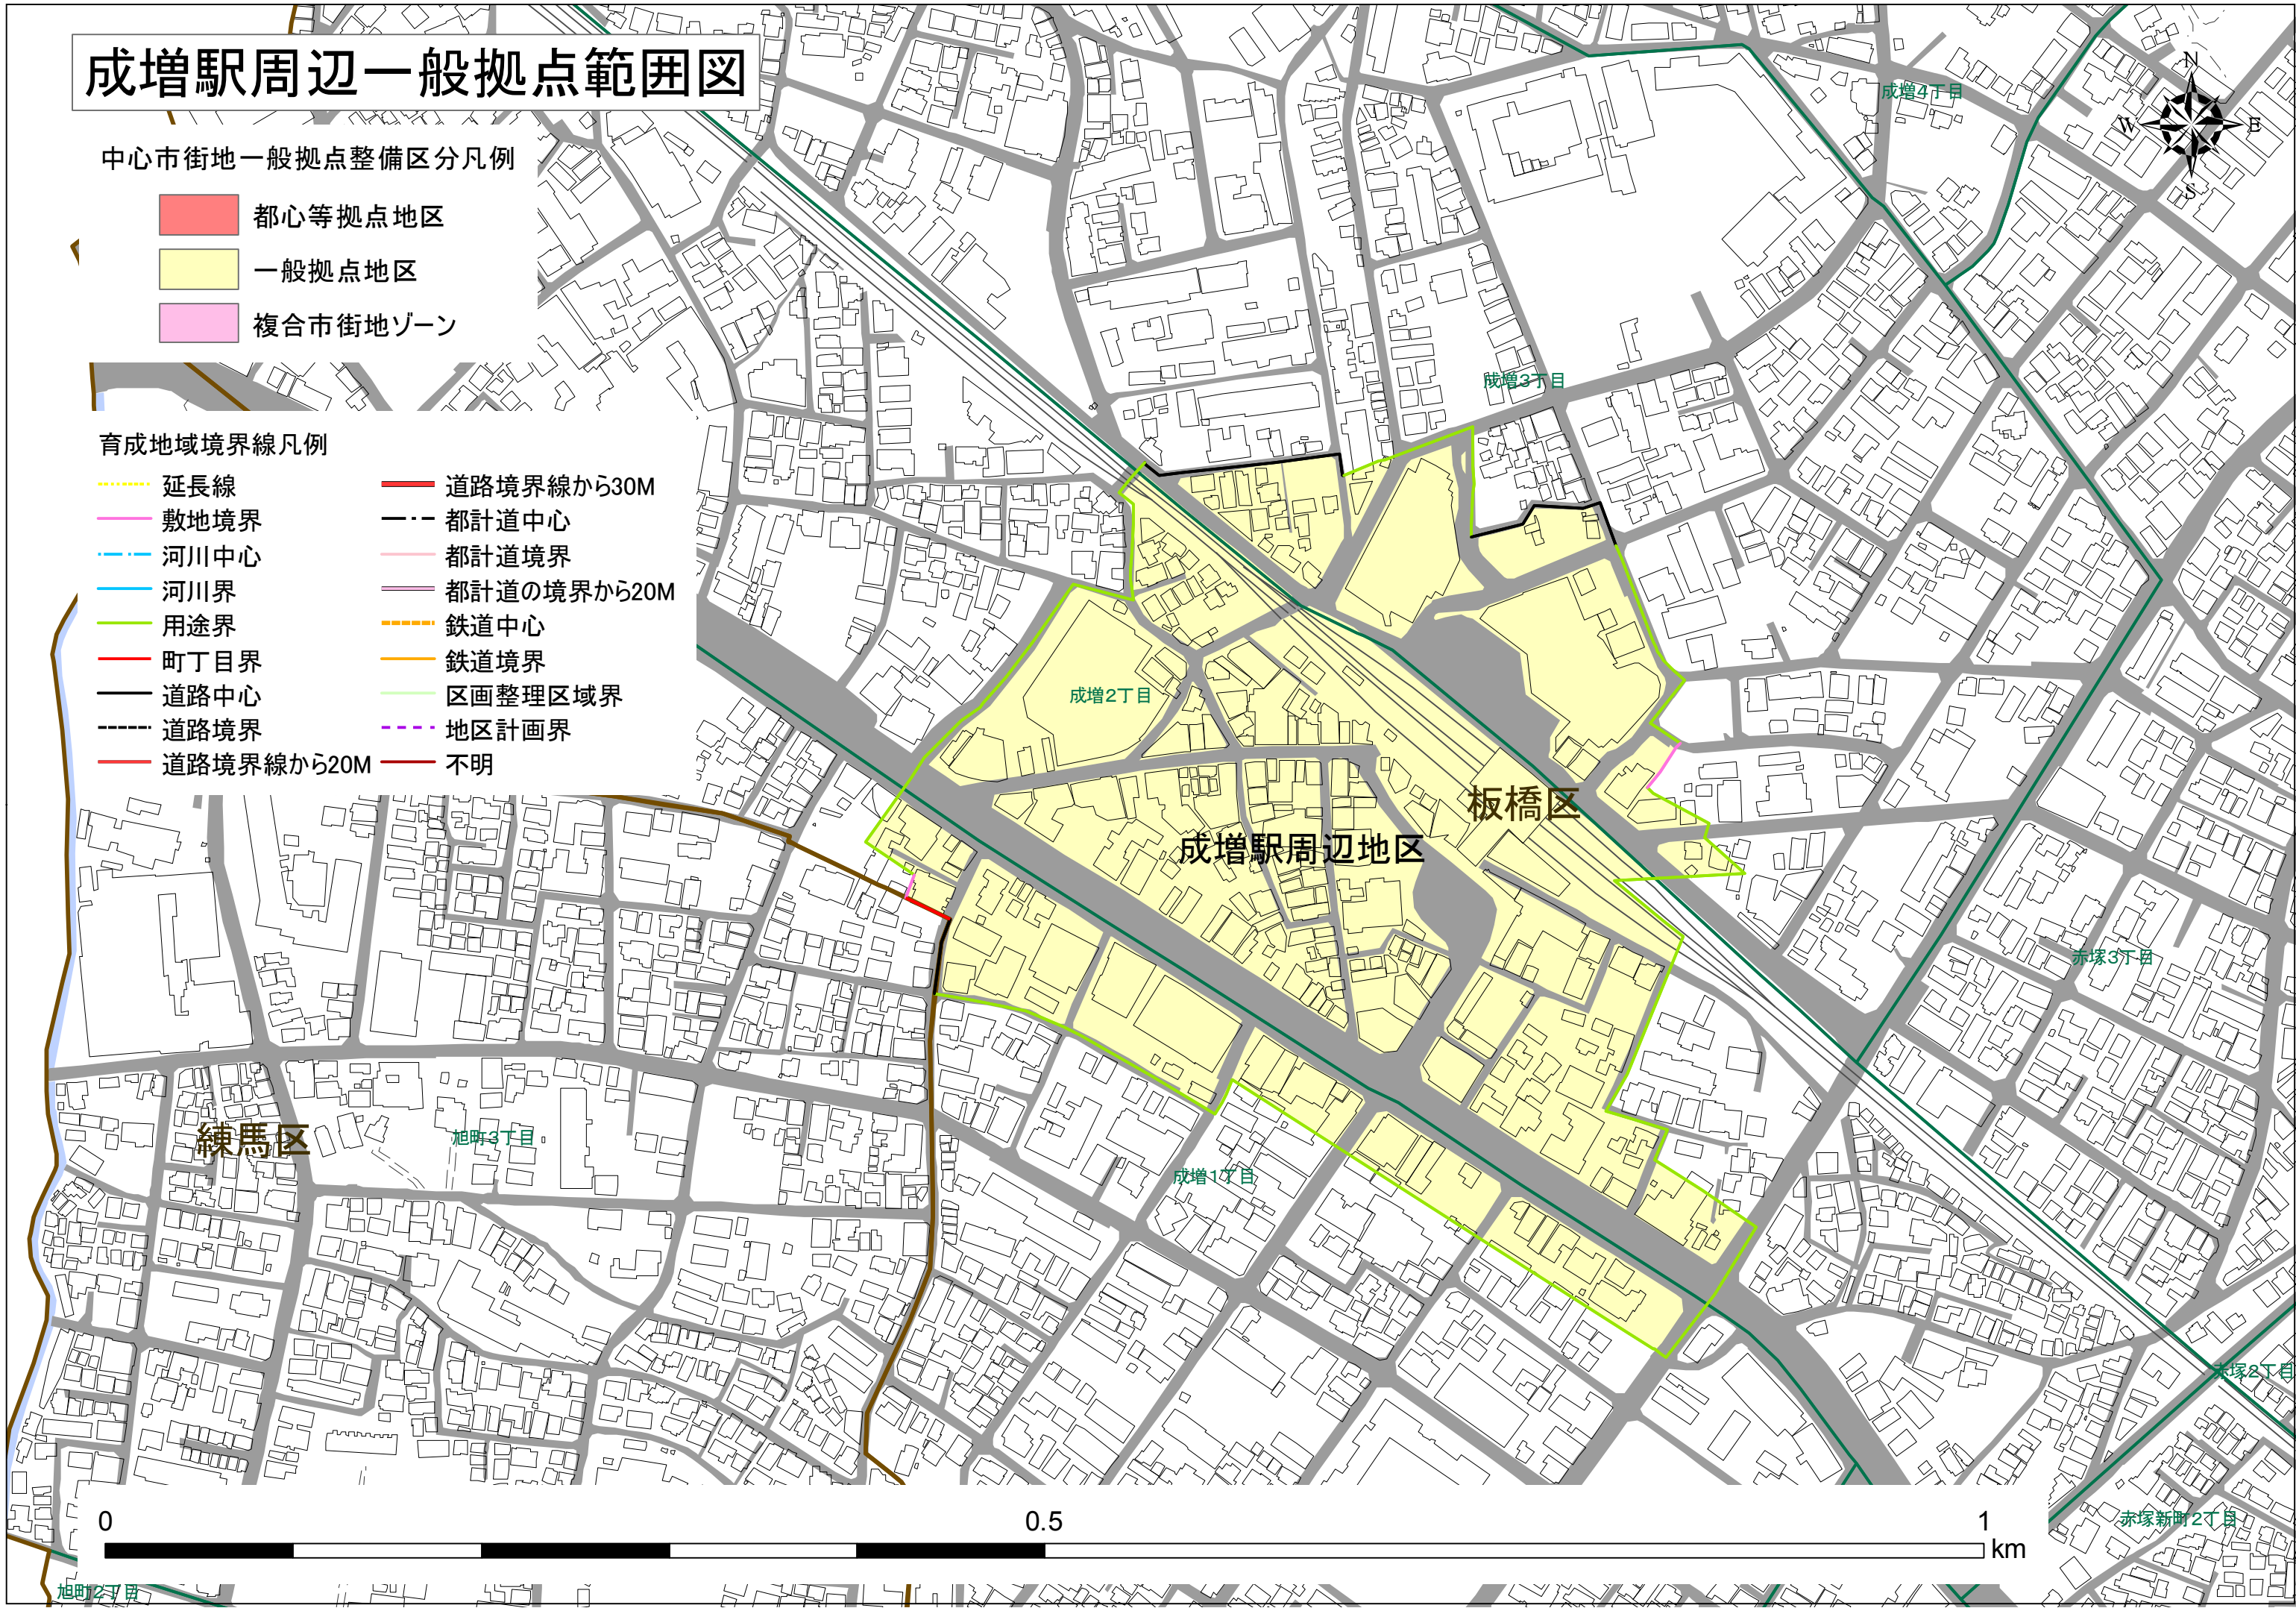 成増駅周辺一般拠点範囲図
中心市街地一般拠点整備区分凡例
都心等拠点地区
一般拠点地区
複合市街地ゾーン
育成地域境界線凡例
延長線
敷地境界
河川中心
河川界
用途界
町丁目界
道路中心
道路境界
道路境界線から20M
道路境界線から30M
都計道中心
都計道境界
都計道の境界から20M
鉄道中心
鉄道境界
区画整理区域界
地区計画界
不明
N
W
E
S
成増4丁目
成増3丁目
成増2丁目
板橋区
成増駅周辺地区
赤塚3丁目
練馬区
旭町3丁目
成増1丁目
赤塚2丁目
赤塚新町2丁目
旭町2丁目
0
0.5
1
km